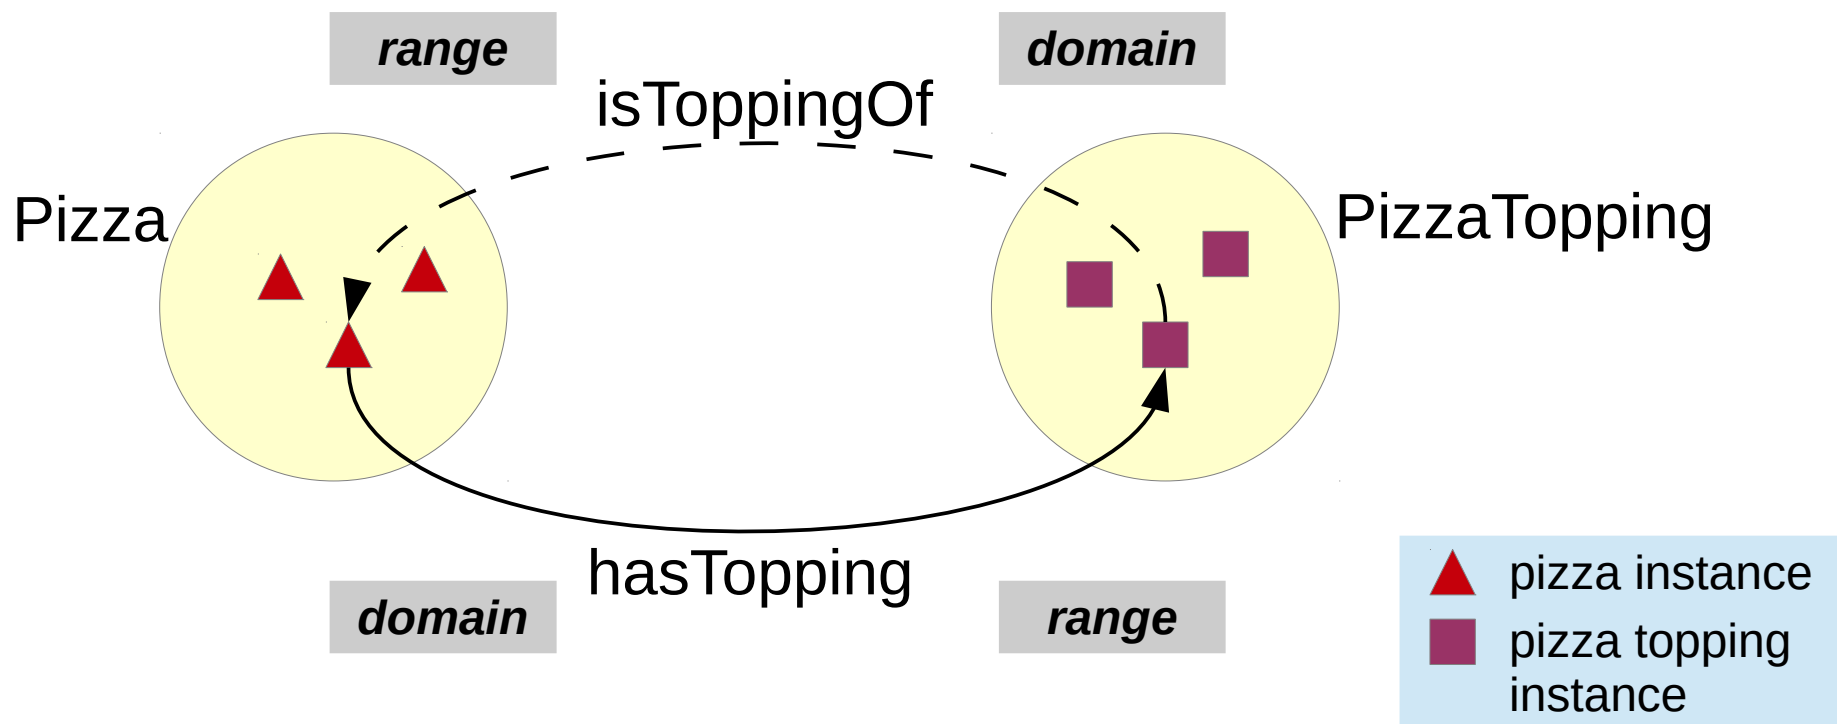 range
domain
isToppingOf
Pizza
PizzaTopping
hasTopping
domain
range
pizza instance
pizza topping
instance